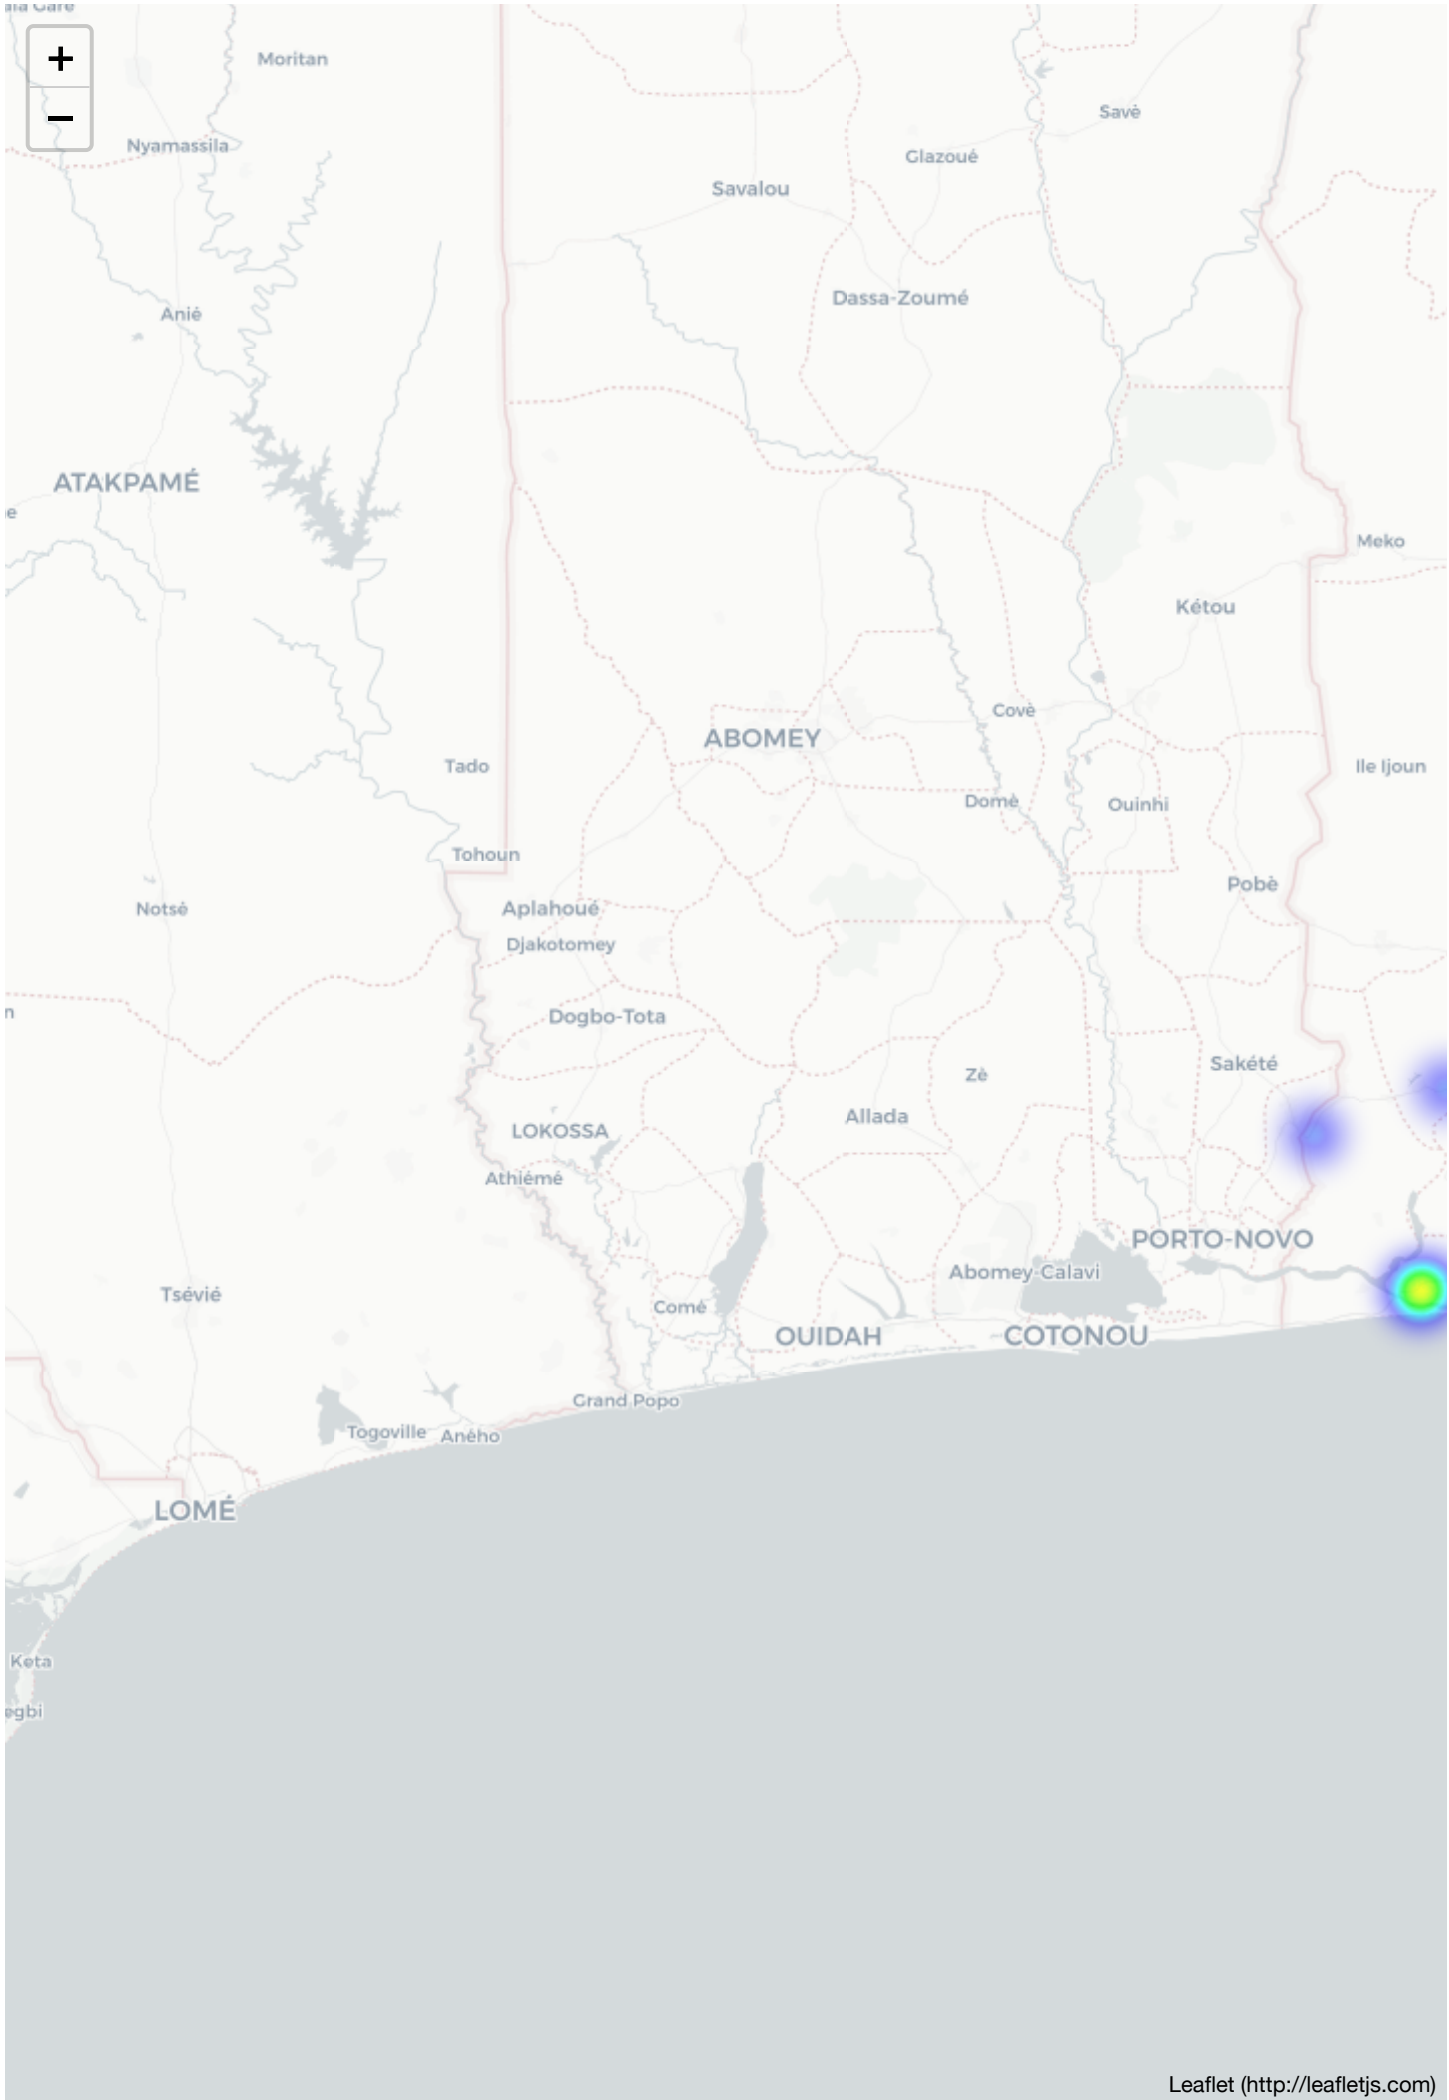 +
Moritan
−
Savè
Nyamassila
Glazoué
Savalou
Dassa-Zoumé
Anié
ATAKPAMÉ
Meko
Kétou
Covè
ABOMEY
Tado
Ile Ijoun
Domè
Ouinhi
Tohoun
Pobè
Notsé
Aplahoué
Djakotomey
Dogbo-Tota
Sakété
Zè
Allada
LOKOSSA
Athiémé
PORTO-NOVO
Abomey-Calavi
Tsévié
Comé
OUIDAH
COTONOU
Grand Popo
Togoville
Aného
LOMÉ
Keta
Leaflet (http://leafletjs.com)